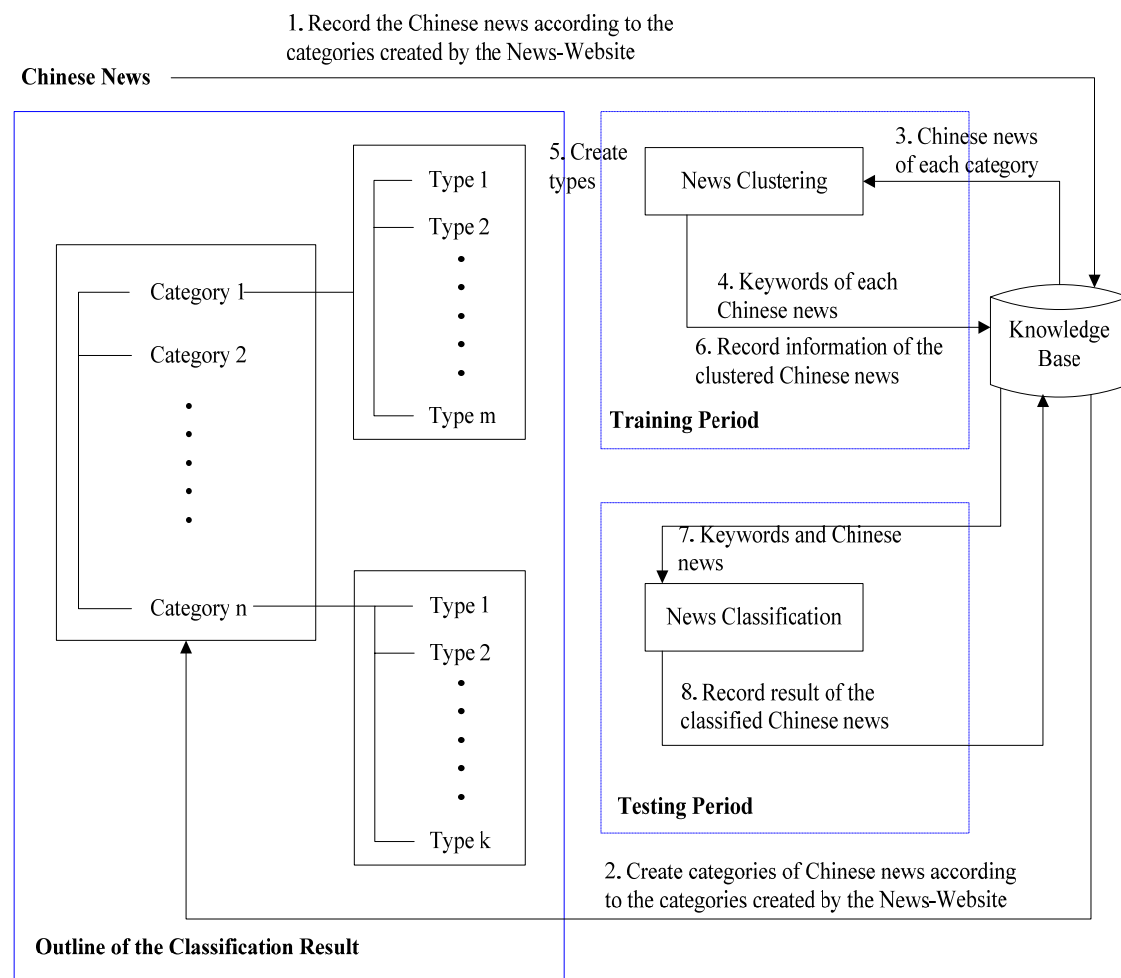 1. Record the Chinese news according to the
categories created by the News-Website
Chinese News
5. Create
types
3. Chinese news
of each category
News Clustering
Type 1
Type 2
Type m
Category 1
Category 2
Category n
4. Keywords of each
Chinese news
6. Record information of the
clustered Chinese news
Knowledge
Base
Training Period
7. Keywords and Chinese
news
News Classification
Type 1
Type 2
Type k
8. Record result of the
classified Chinese news
Testing Period
2. Create categories of Chinese news according
to the categories created by the News-Website
Outline of the Classification Result